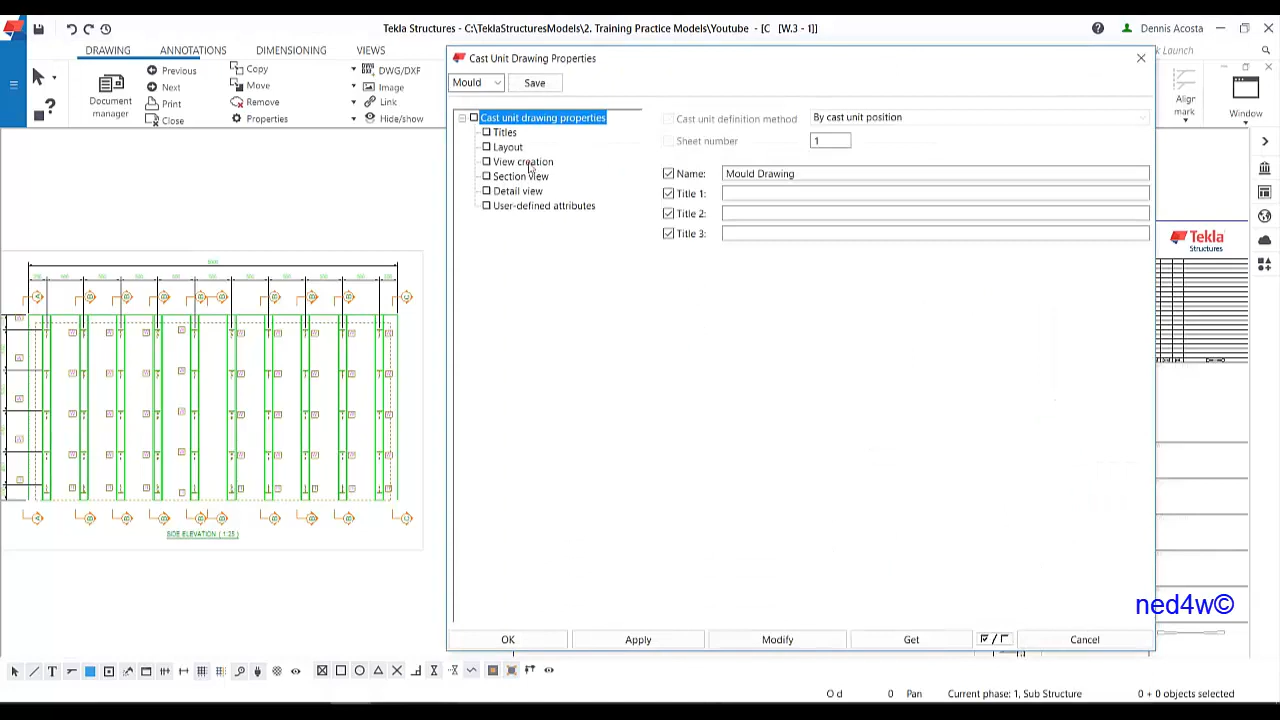 Tekla Structures - C:\TeklaStructuresModels\2. Training Practice Models\Youtube - [C [W.3 - 1]]
Dennis Acosta
DRAWING
ANNOTATIONS
DIMENSIONING
VIEWS
Launch
Document manager
Previous
Next
Print
Close
Copy
Move
Remove
Properties
DWG/DXF
Image
Link
Hide/show
Align mark
Window
Cast Unit Drawing Properties
Mould
Save
Cast unit drawing properties
Titles
Layout
View creation
Section view
Detail view
User-defined attributes
Cast unit definition method
By cast unit position
Sheet number
1
Name:
Mould Drawing
Title 1:
Title 2:
Title 3:
Tekla
Structures
SIDE ELEVATION ( 1:25 )
ned4w©
OK
Apply
Modify
Get
Cancel
O d
0
Pan
Current phase: 1, Sub Structure
0 + 0 objects selected